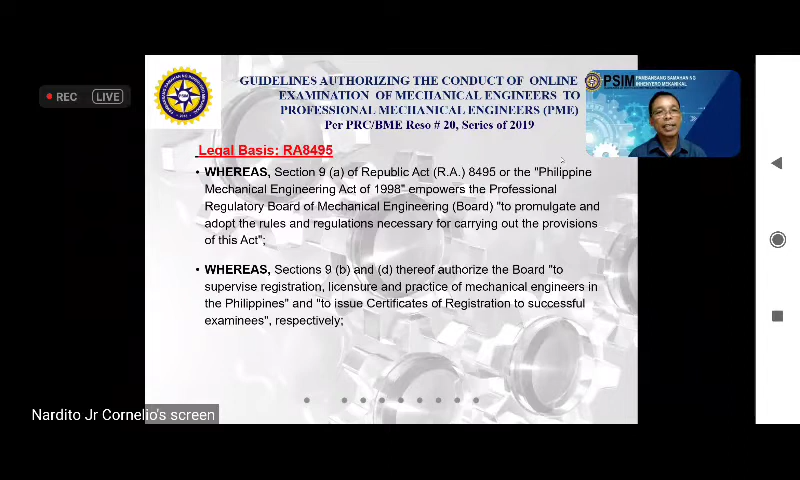 REC
LIVE
GUIDELINES AUTHORIZING THE CONDUCT OF ONLINE
EXAMINATION OF MECHANICAL ENGINEERS TO
PROFESSIONAL MECHANICAL ENGINEERS (PME)
Per PRC/BME Reso # 20, Series of 2019
PSIM PAMBANSANG SAMAHAN NG
INHENYERO MEKANIKAL
Legal Basis: RA8495
• WHEREAS, Section 9 (a) of Republic Act (R.A.) 8495 or the "Philippine
Mechanical Engineering Act of 1998" empowers the Professional
Regulatory Board of Mechanical Engineering (Board) "to promulgate and
adopt the rules and regulations necessary for carrying out the provisions
of this Act";
• WHEREAS, Sections 9 (b) and (d) thereof authorize the Board "to
supervise registration, licensure and practice of mechanical engineers in
the Philippines" and "to issue Certificates of Registration to successful
examinees", respectively;
Nardito Jr Cornelio's screen